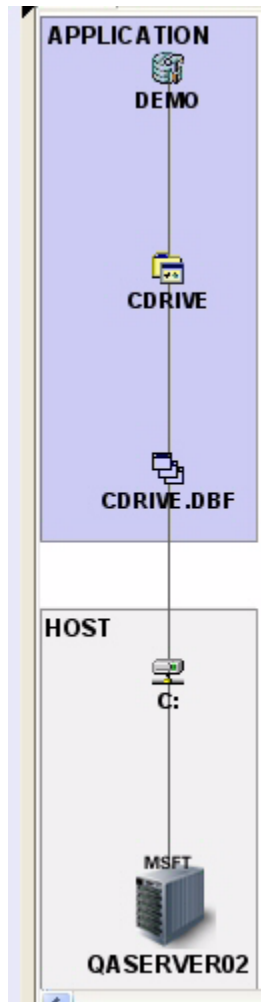 APPLICATION
DEMO
CDRIVE
CDRIVE.DBF
HOST
C:
MSFT
QASERVER02